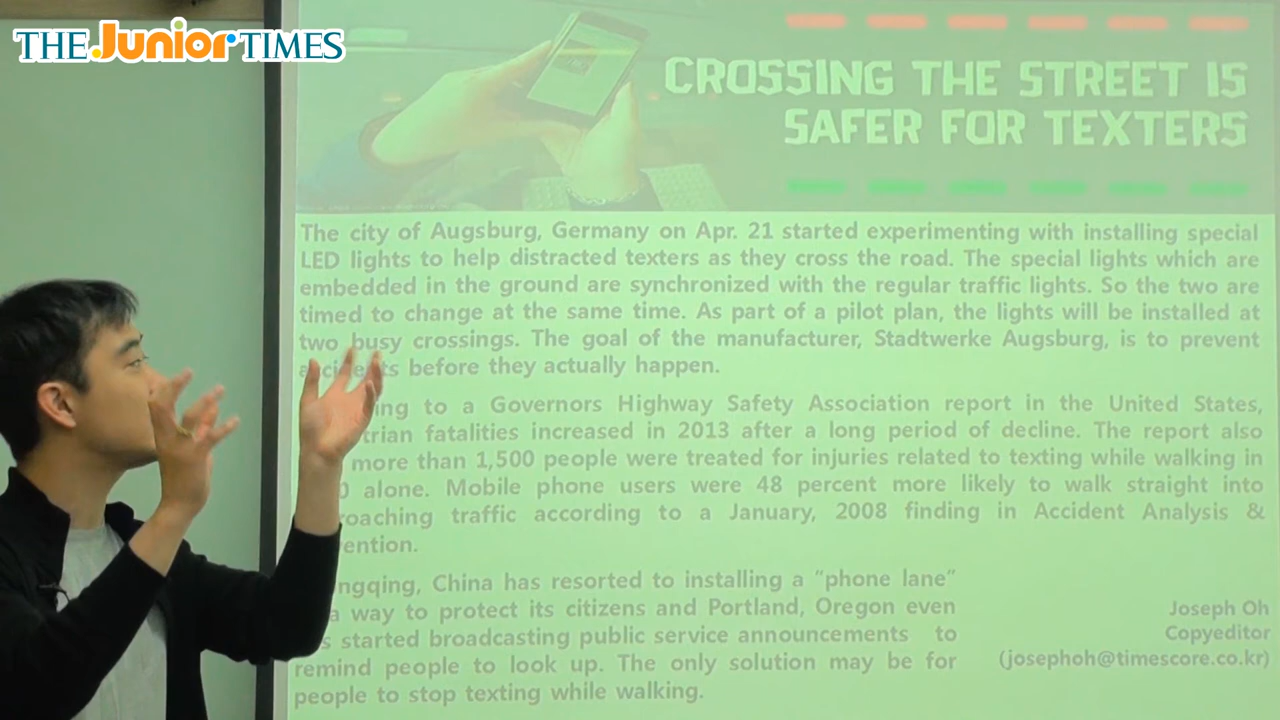 THE Junior TIMES
CROSSING THE STREET IS
SAFER FOR TEXTERS
The city of Augsburg, Germany on Apr. 21 started experimenting with installing special
LED lights to help distracted texters as they cross the road. The special lights which are
embedded in the ground are synchronized with the regular traffic lights. So the two are
timed to change at the same time. As part of a pilot plan, the lights will be installed at
two busy crossings. The goal of the manufacturer, Stadtwerke Augsburg, is to prevent
accidents before they actually happen.
to a Governors Highway Safety Association report in the United States,
fatalities increased in 2013 after a long period of decline. The report also
more than 1,500 people were treated for injuries related to texting while walking in
alone. Mobile phone users were 48 percent more likely to walk straight into
traffic according to a January, 2008 finding in Accident Analysis &
China has resorted to installing a "phone lane"
a way to protect its citizens and Portland, Oregon even
started broadcasting public service announcements to
remind people to look up. The only solution may be for
people to stop texting while walking.
Joseph Oh
Copyeditor
(josephoh@timescore.co.kr)